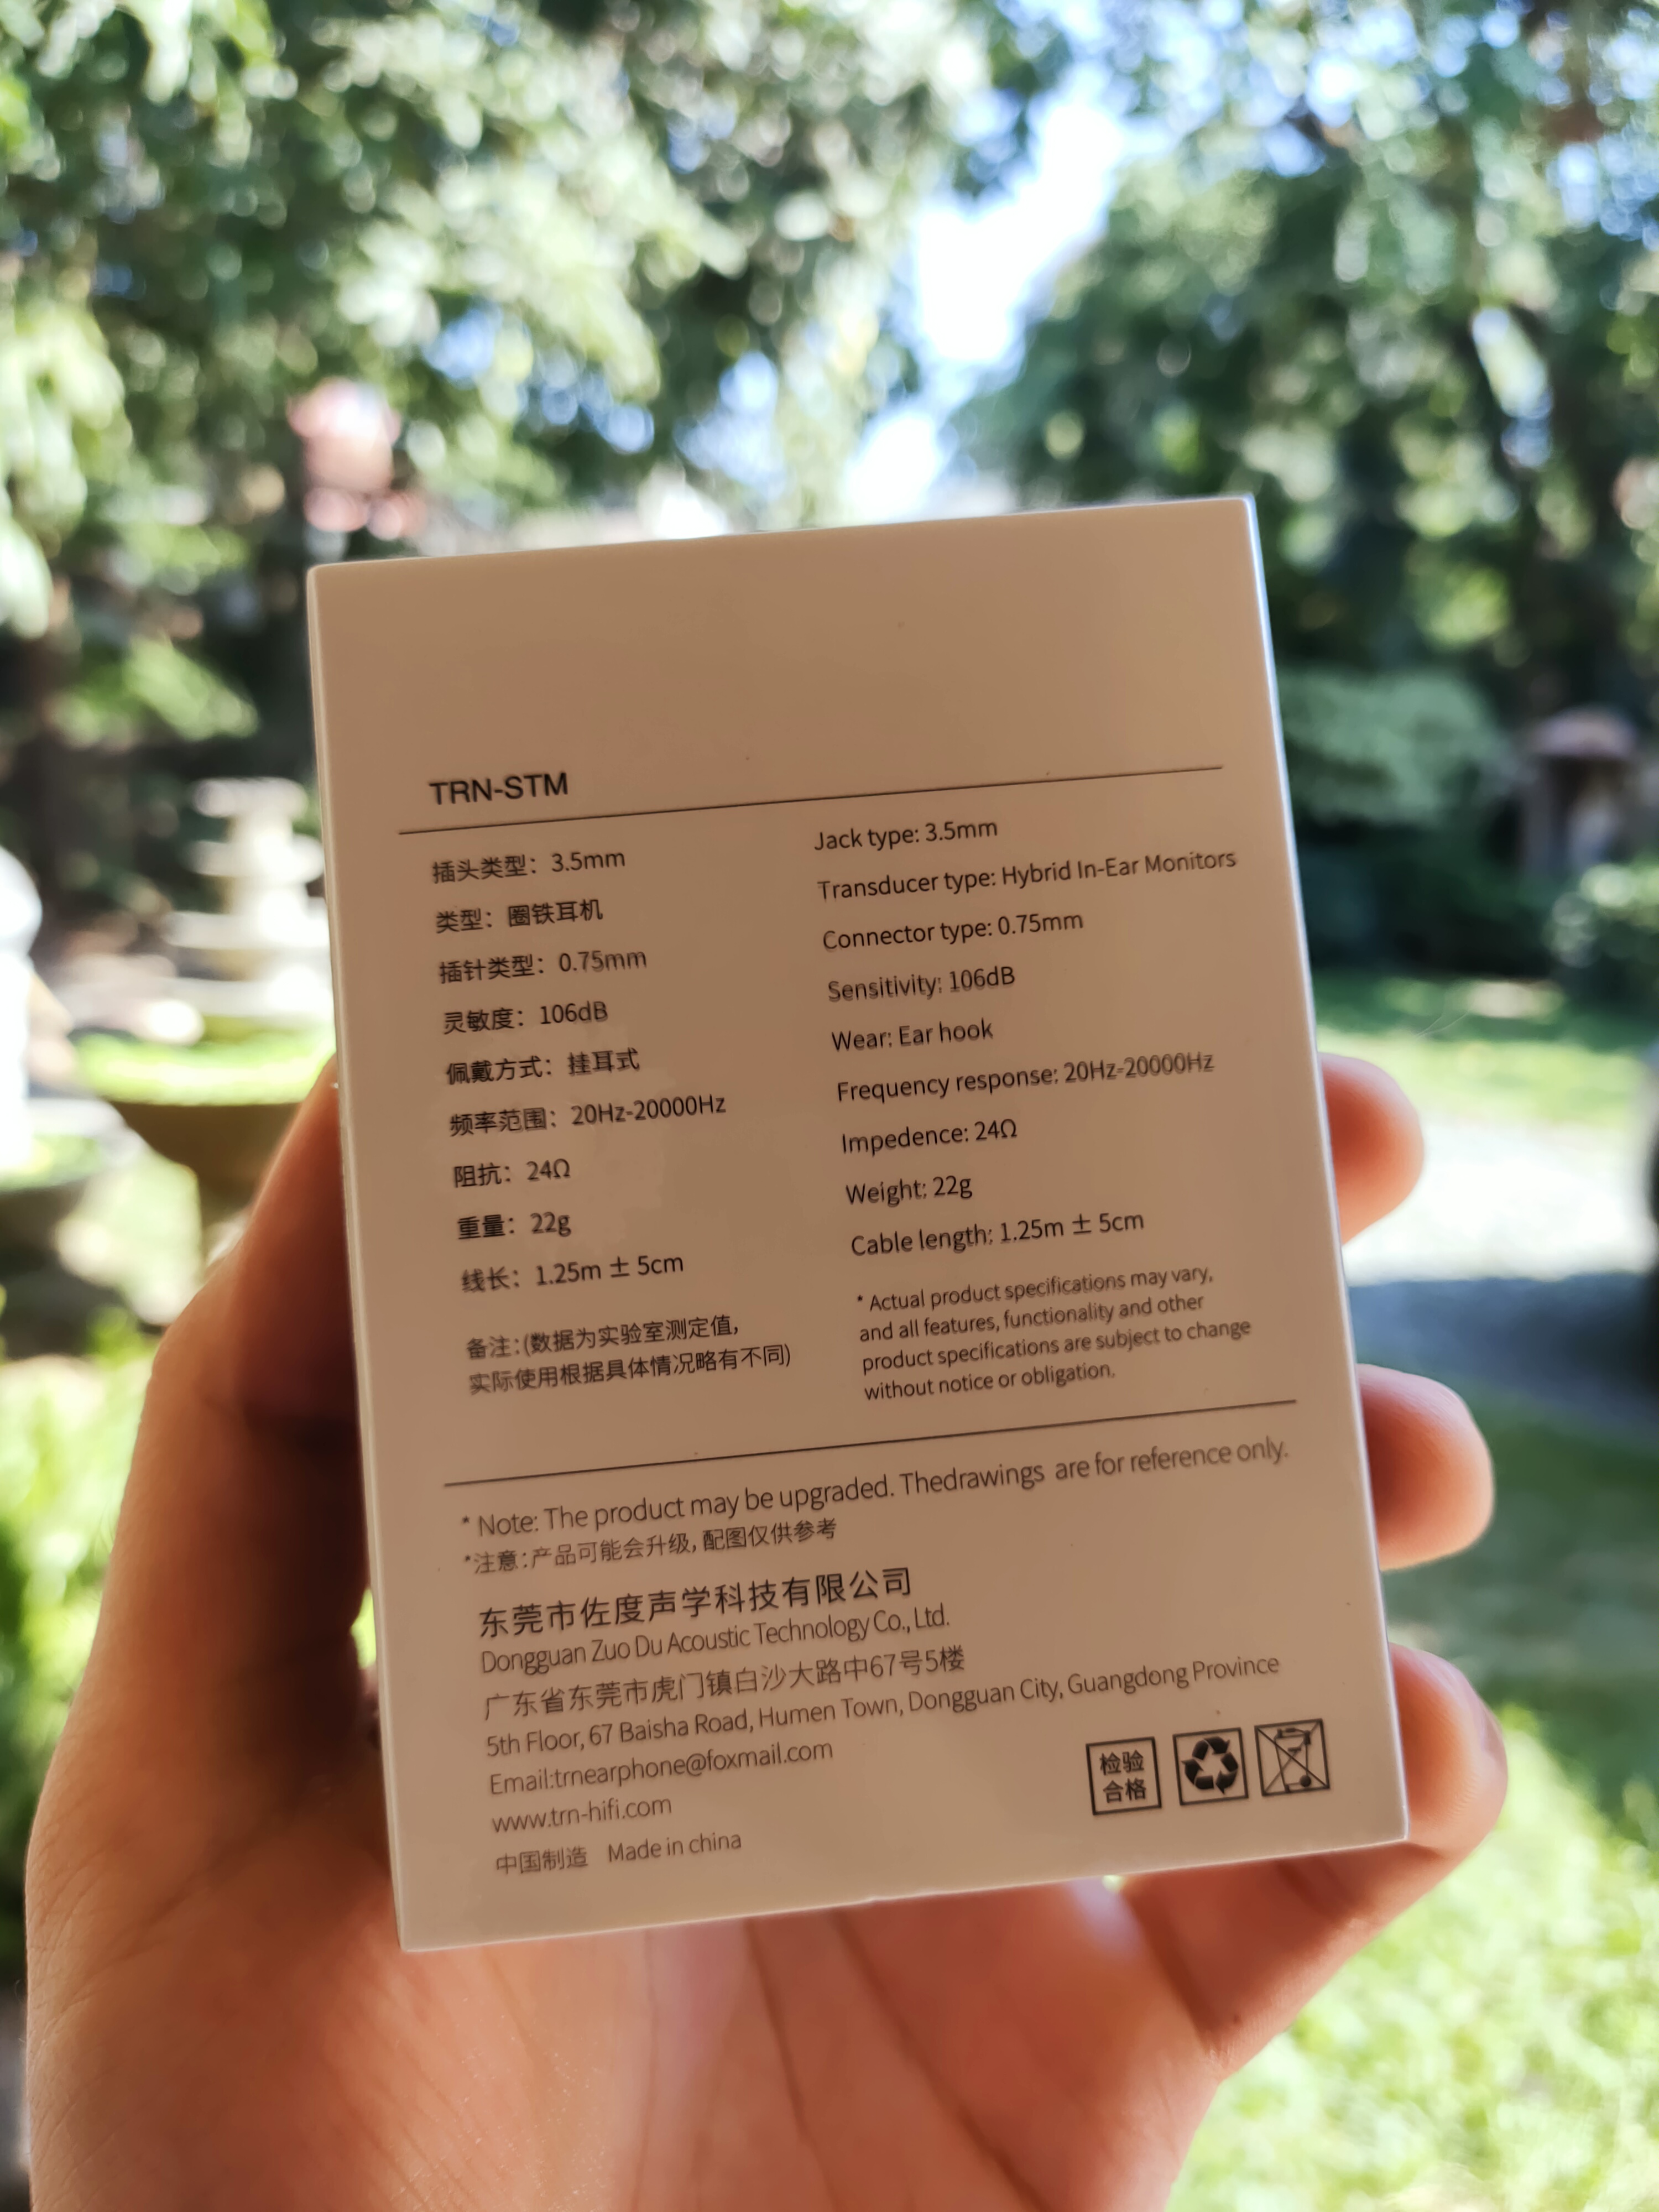 TRN-STM
插头类型：3.5mm
类型：圈铁耳机
插针类型：0.75mm
灵敏度：106dB
佩戴方式：挂耳式
频率范围：20Hz-20000Hz
阻抗：24Ω
重量：22g
线长：1.25m ± 5cm
备注：(数据为实验室测定值，
实际使用根据具体情况略有不同)
Jack type: 3.5mm
Transducer type: Hybrid In-Ear Monitors
Connector type: 0.75mm
Sensitivity: 106dB
Wear: Ear hook
Frequency response: 20Hz-20000Hz
Impedence: 24Ω
Weight: 22g
Cable length: 1.25m ± 5cm
* Actual product specifications may vary,
and all features, functionality and other
product specifications are subject to change
without notice or obligation.
* Note: The product may be upgraded. Thedrawings are for reference only.
*注意：产品可能会升级，配图仅供参考
东莞市佐度声学科技有限公司
Dongguan Zuo Du Acoustic Technology Co., Ltd.
广东省东莞市虎门镇白沙大路中67号5楼
5th Floor, 67 Baisha Road, Humen Town, Dongguan City, Guangdong Province
Email:trnearphone@foxmail.com
www.trn-hifi.com
中国制造 Made in china
检验
合格